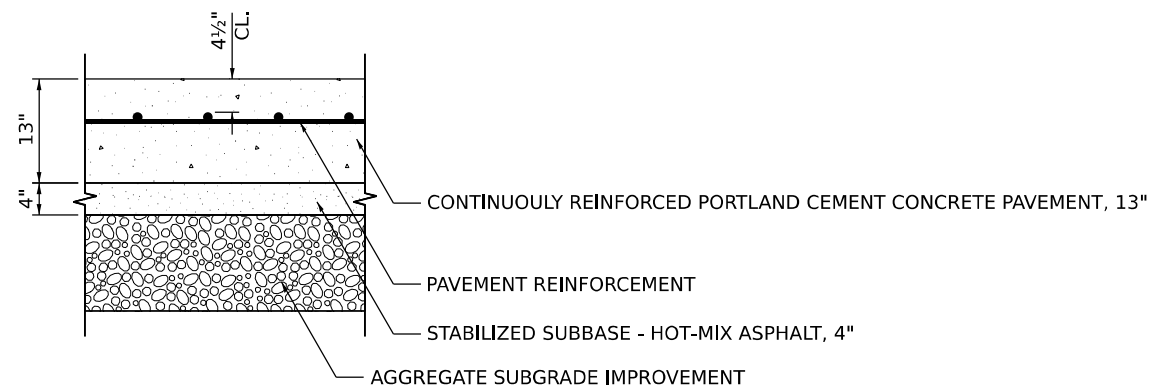 4½"
CL.
13"
4"
CONTINUOULY REINFORCED PORTLAND CEMENT CONCRETE PAVEMENT, 13"
PAVEMENT REINFORCEMENT
STABILIZED SUBBASE - HOT-MIX ASPHALT, 4"
AGGREGATE SUBGRADE IMPROVEMENT